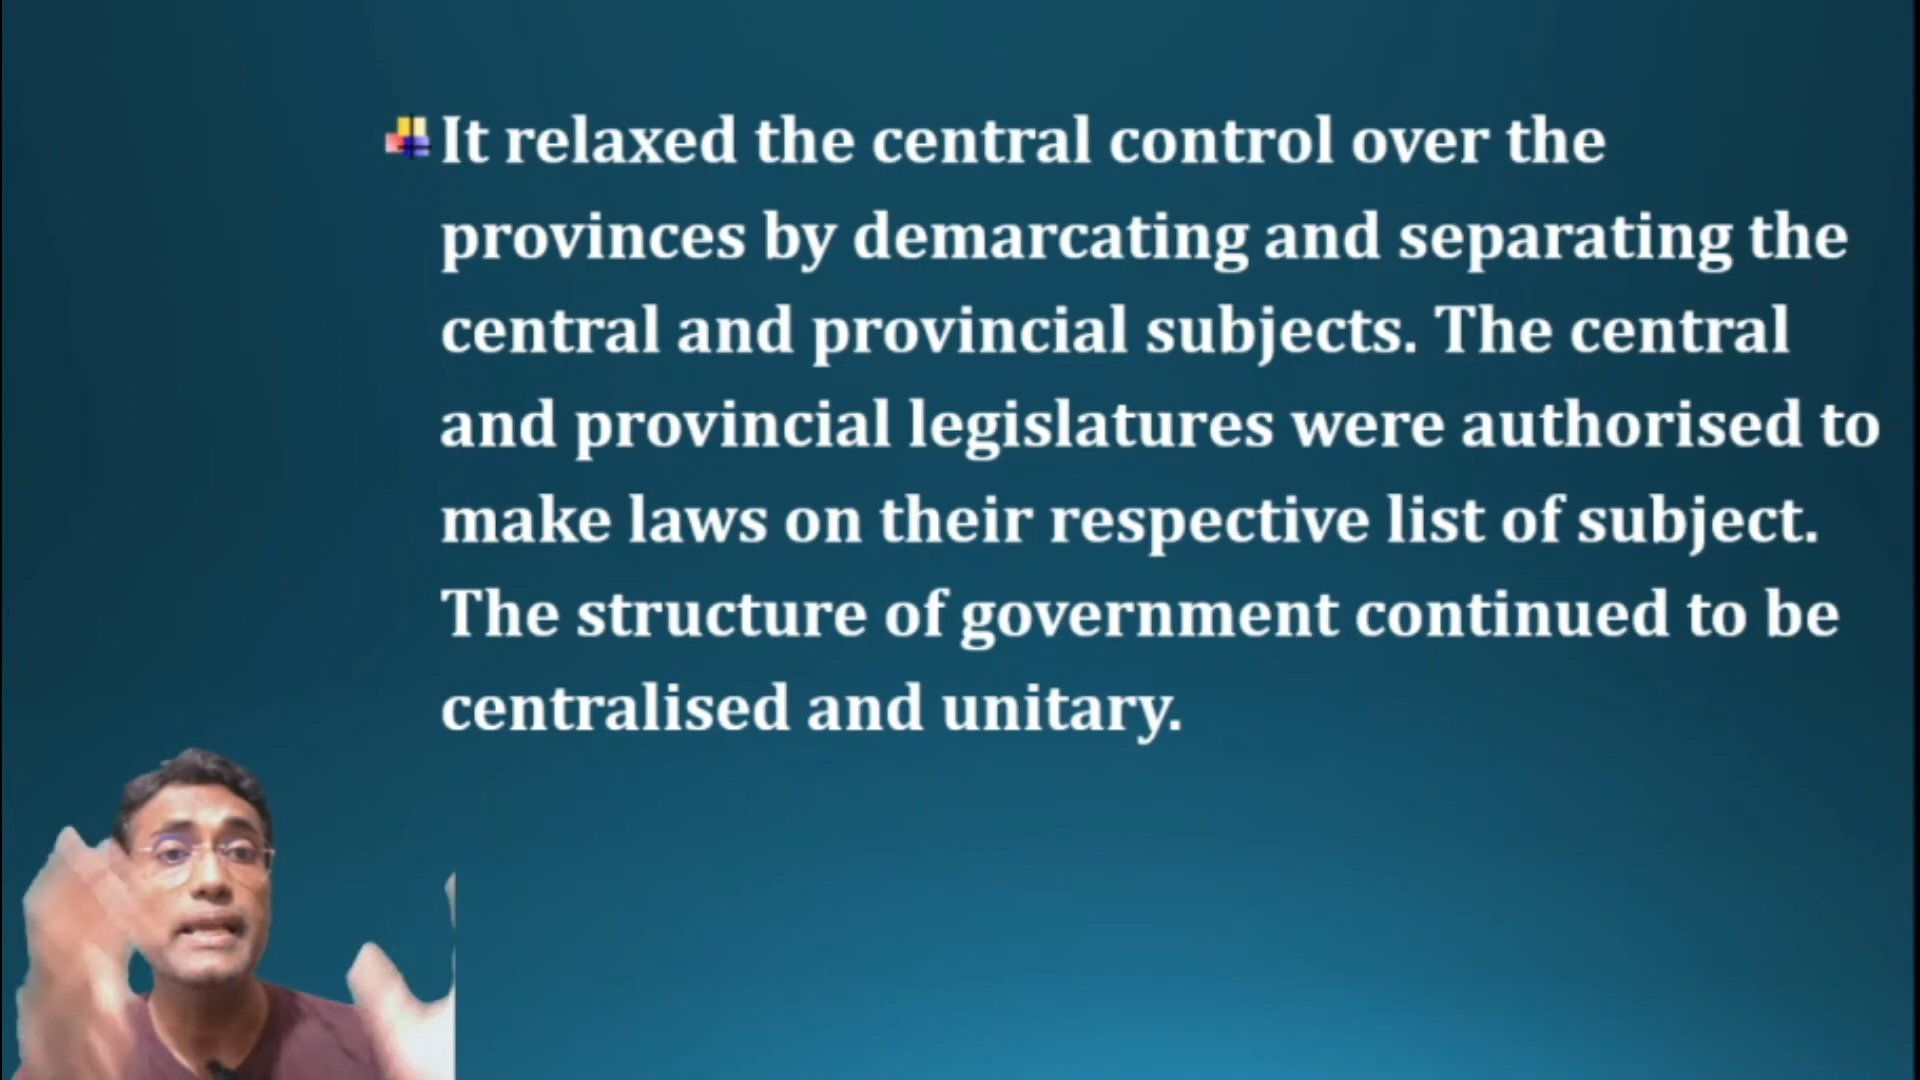 It relaxed the central control over the
provinces by demarcating and separating the
central and provincial subjects. The central
and provincial legislatures were authorised to
make laws on their respective list of subject.
The structure of government continued to be
centralised and unitary.